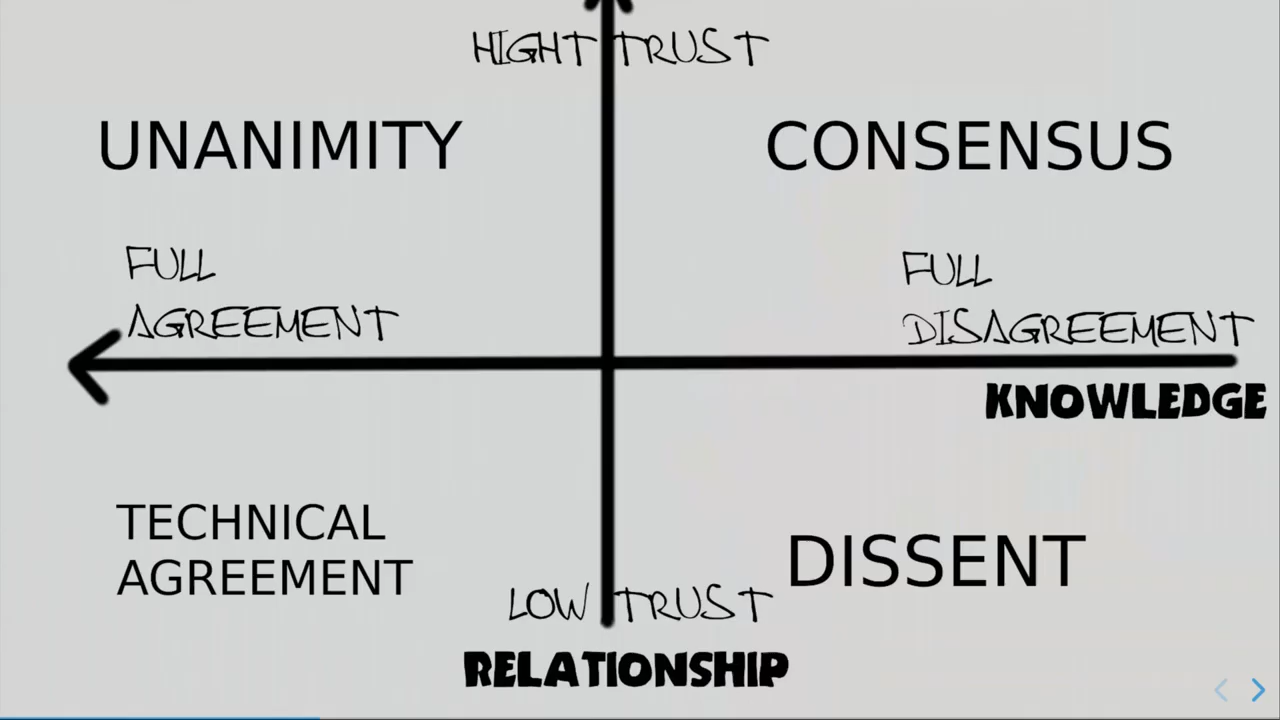 HIGHT TRUST
UNANIMITY
CONSENSUS
FULL
AGREEMENT
FULL
DISAGREEMENT
KNOWLEDGE
TECHNICAL
AGREEMENT
DISSENT
LOW TRUST
RELATIONSHIP